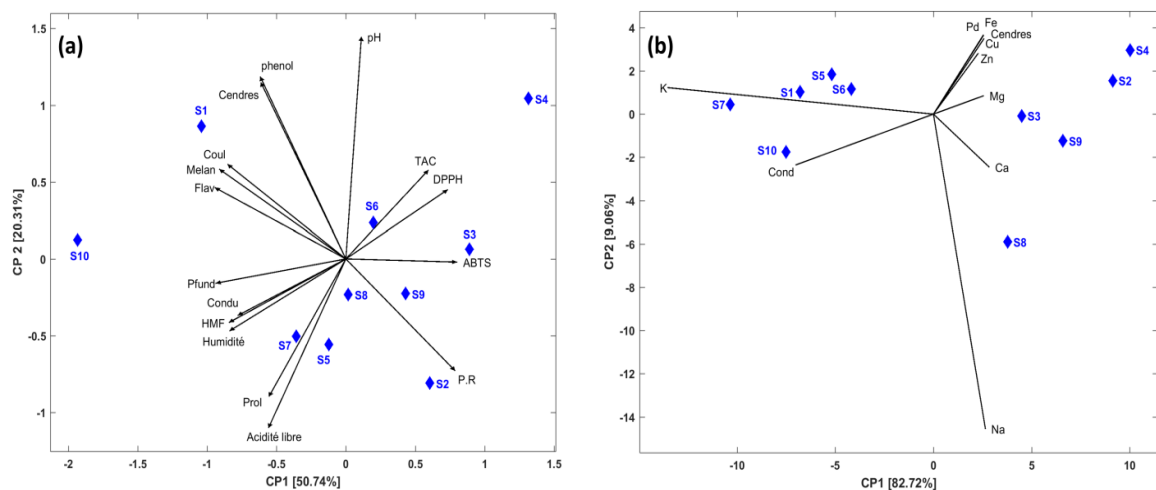 (a)
1.5
1
0.5
0
-0.5
-1
CP 2 [20.31%]
pH
phenol
Cendres
S1
S4
Coul
Melan
Flav
TAC
DPPH
S6
S3
S10
ABTS
Pfund
S8
S9
Condu
HMF
Humidité
S7
S5
S2
P.R
Prol
Acidité libre
-2
-1.5
-1
-0.5
0
0.5
1
1.5
CP1 [50.74%]
(b)
4
2
0
-2
-4
-6
-8
-10
-12
-14
CP2 [9.06%]
Fe
Pd
Cendres
Cu
Zn
S4
S2
S5
S1
S6
K
S7
Mg
S3
S9
S10
Cond
Ca
S8
Na
-10
-5
0
5
10
CP1 [82.72%]